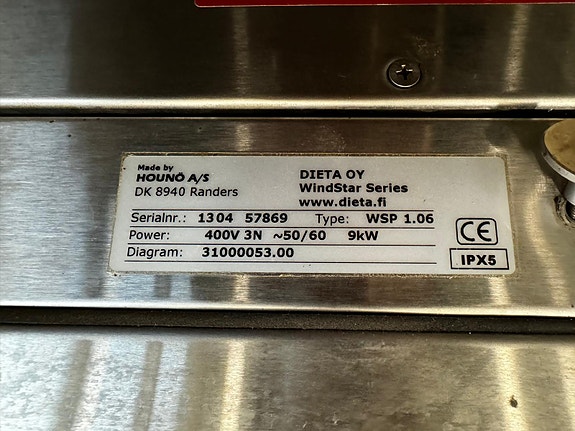 Made by
HOUNÖ A/S
DK 8940 Randers
DIETA OY
WindStar Series
www.dieta.fi
Serialnr.: 1304 57869 Type: WSP 1.06
Power: 400V 3N ~50/60 9kW
Diagram: 31000053.00
CE
IPX5